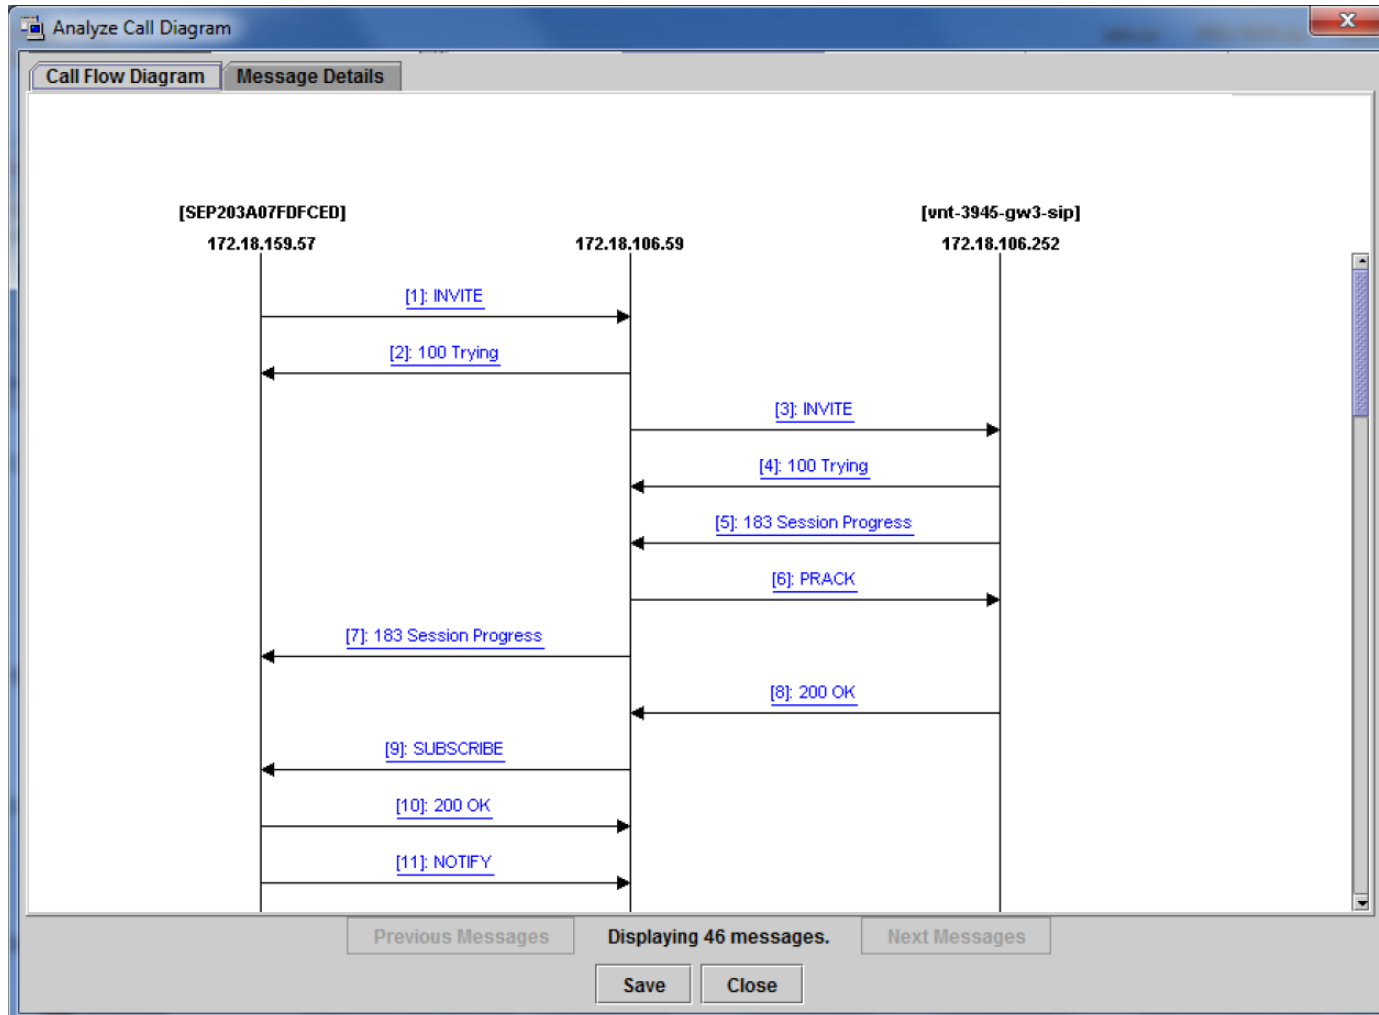 Analyze Call Diagram
X
Call Flow Diagram Message Details
[SEP203A07FDFCED] [vnt-3945-gw3-sip]
172.18.159.57 172.18.106.59 172.18.106.252
[1]: INVITE
[2]: 100 Trying
[3]: INVITE
[4]: 100 Trying
[5]: 183 Session Progress
[6]: PRACK
[7]: 183 Session Progress
[8]: 200 OK
[9]: SUBSCRIBE
[10]: 200 OK
[11]: NOTIFY
Previous Messages Displaying 46 messages. Next Messages
Save Close